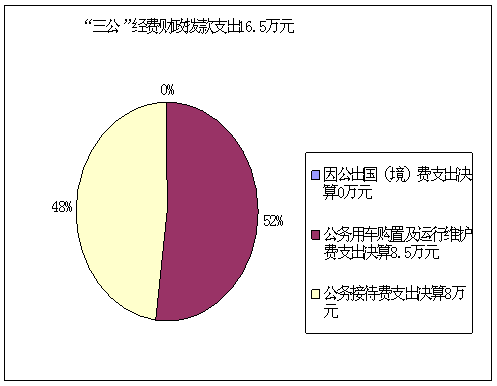 “三公”经费财政拨款支出16.5万元
0%
48%
52%
因公出国（境）费支出决
算0万元
公务用车购置及运行维护
费支出决算8.5万元
公务接待费支出决算8万
元